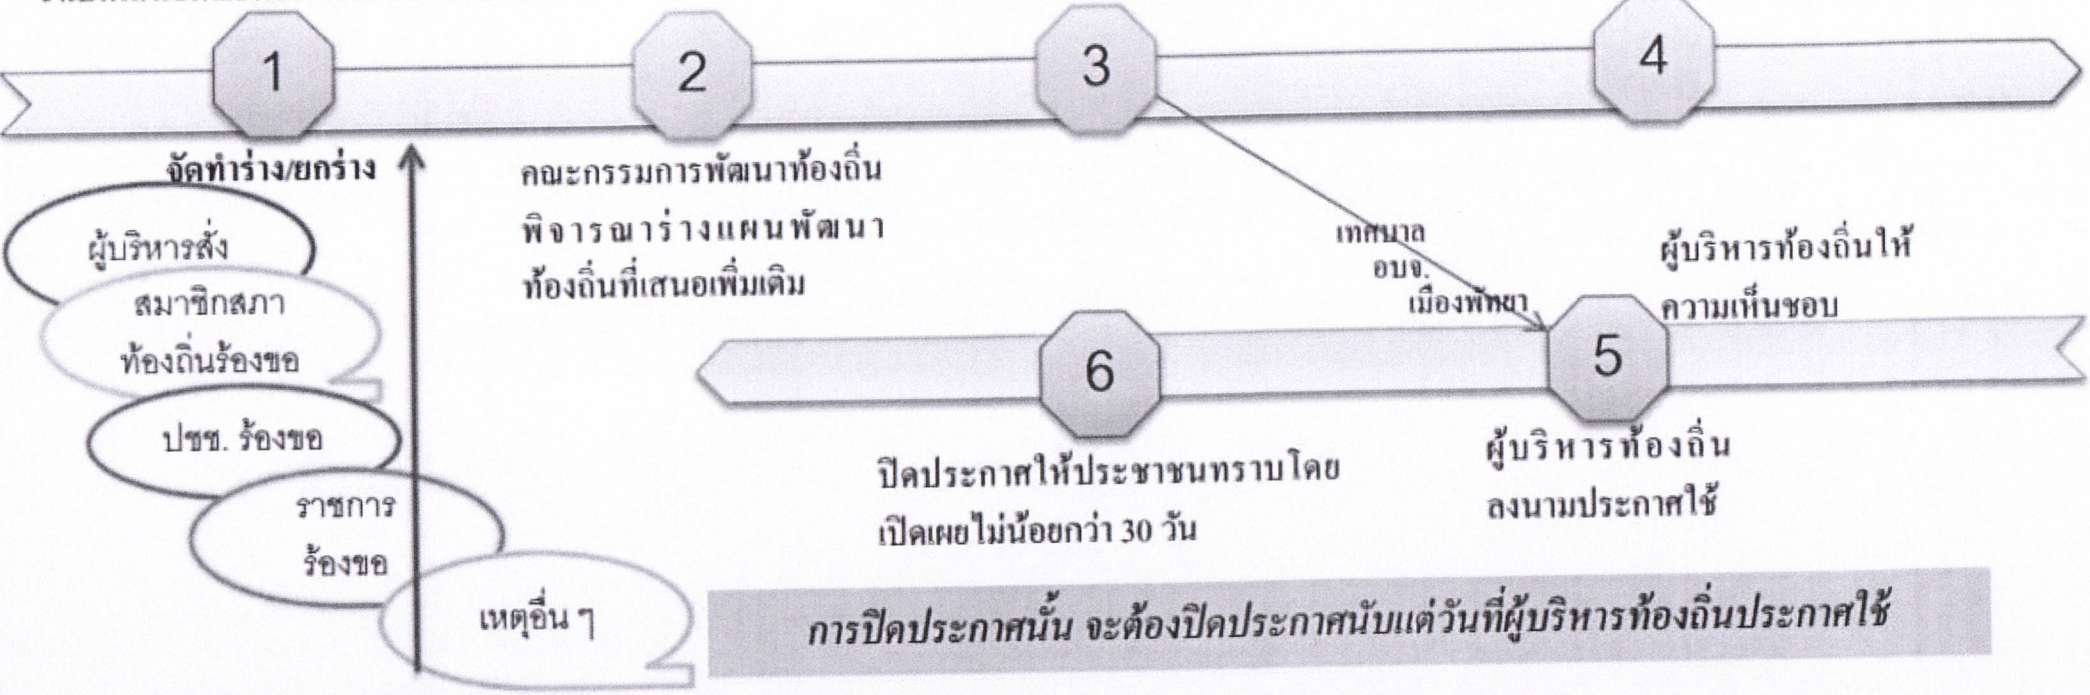 1
2
3
4
จัดทำร่าง/ยกร่าง
ผู้บริหารสั่ง
สมาชิกสภา
ท้องถิ่นร้องขอ
ปชช. ร้องขอ
ราชการ
ร้องขอ
เหตุอื่น ๆ
คณะกรรมการพัฒนาท้องถิ่น
พิจารณาร่างแผนพัฒนา
ท้องถิ่นที่เสนอเพิ่มเติม
เทศบาล
อบจ.
เมืองพัทยา
ผู้บริหารท้องถิ่นให้
ความเห็นชอบ
5
6
ผู้บริหารท้องถิ่น
ลงนามประกาศใช้
ปิดประกาศให้ประชาชนทราบโดย
เปิดเผยไม่น้อยกว่า 30 วัน
การปิดประกาศนั้น จะต้องปิดประกาศนับแต่วันที่ผู้บริหารท้องถิ่นประกาศใช้